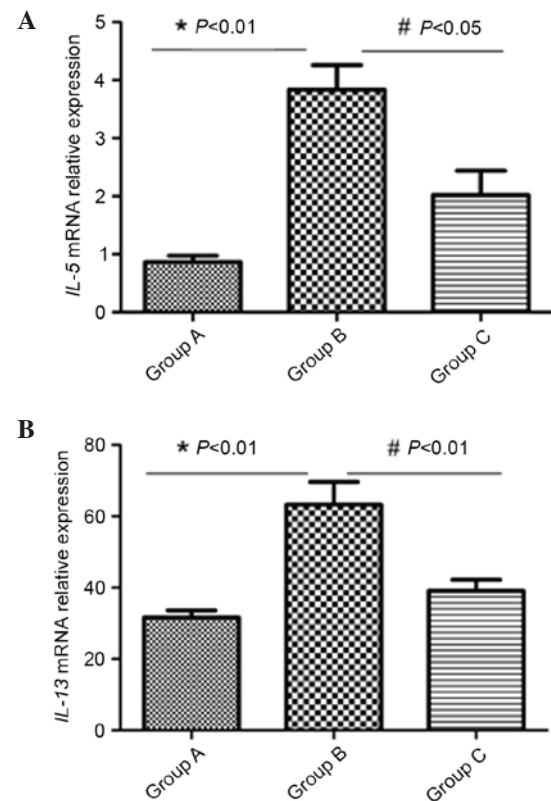 A
* P<0.01
# P<0.05
IL-5 mRNA relative expression
5
4
3
2
1
0
Group A
Group B
Group C
B
* P<0.01
# P<0.01
IL-13 mRNA relative expression
80
60
40
20
0
Group A
Group B
Group C